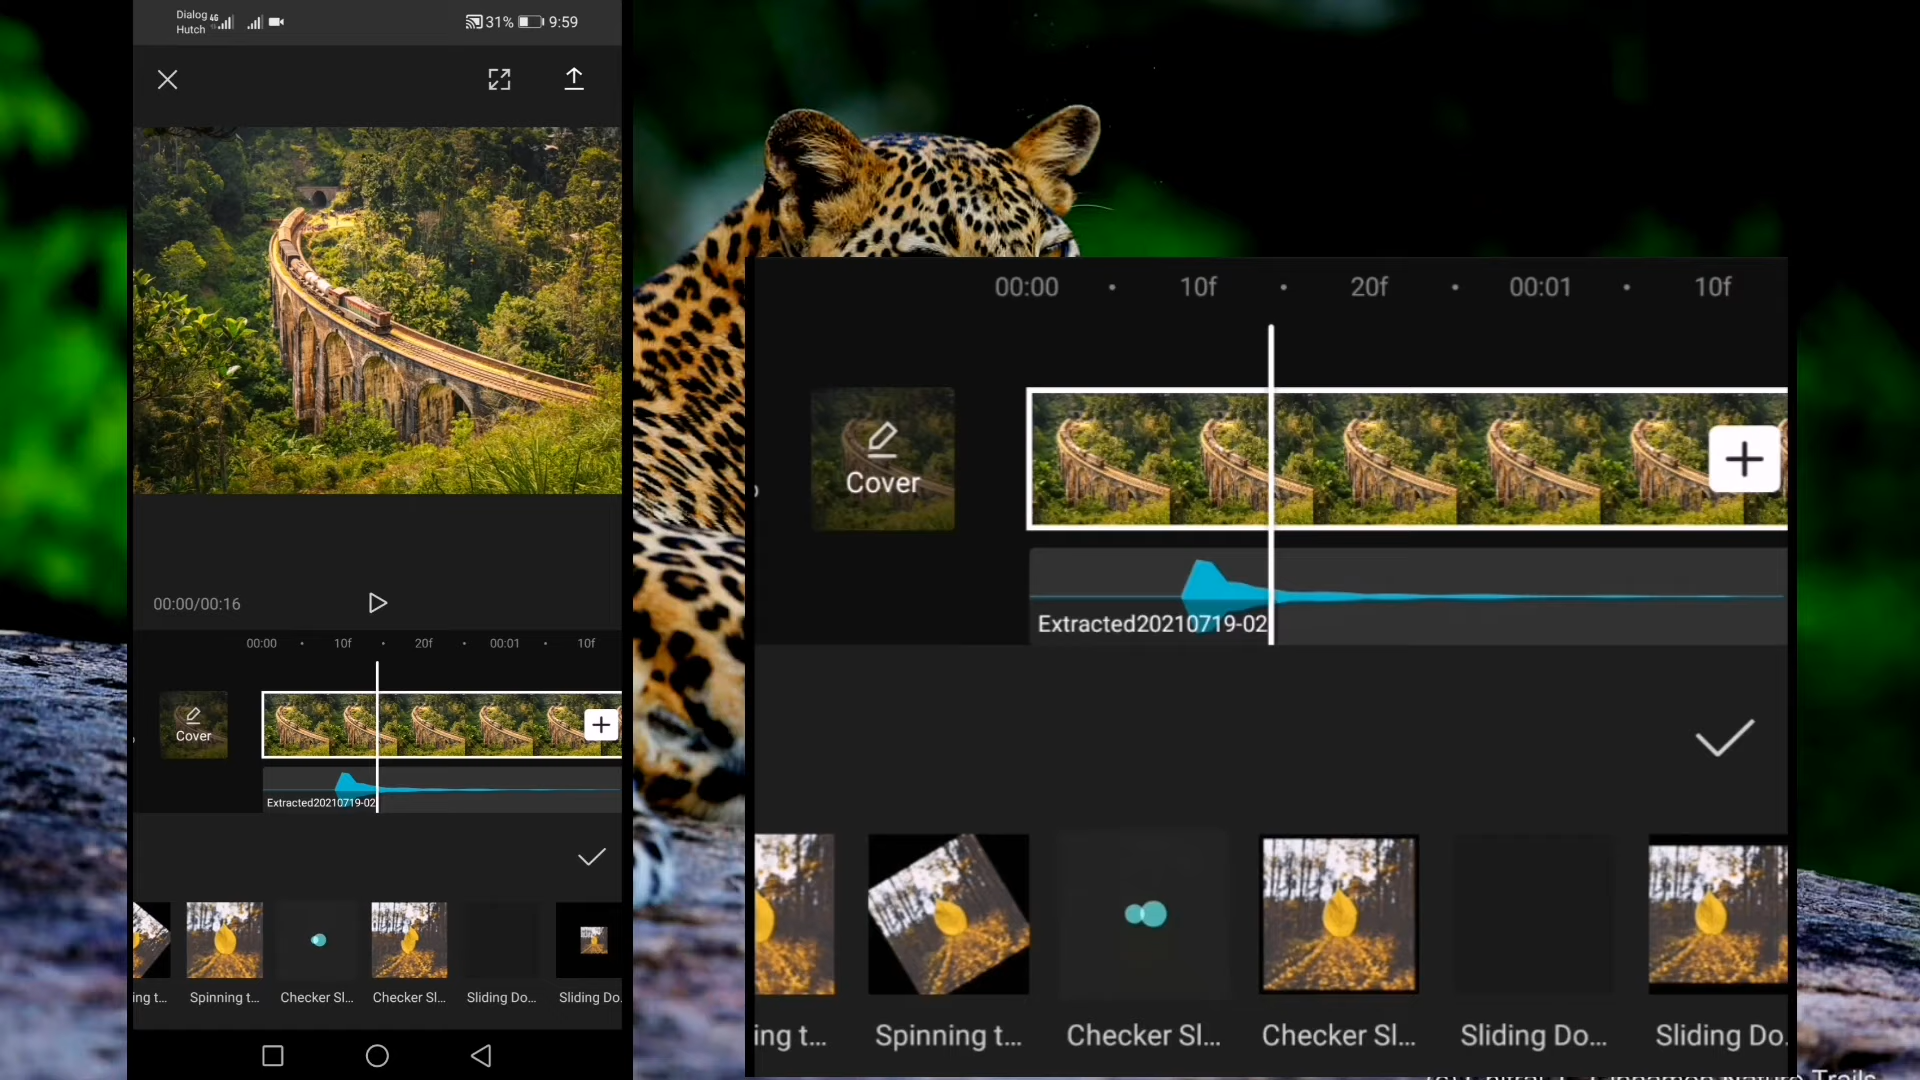 Dialog 4G
Hutch
31% 9:59
00:00/00:16
00:00 10f 20f 00:01 10f
Cover
Extracted20210719-02
ing t... Spinning t... Checker Sl... Checker Sl... Sliding Do... Sliding Do.
00:00 10f 20f 00:01 10f
Cover
Extracted20210719-02
ing t... Spinning t... Checker Sl... Checker Sl... Sliding Do... Sliding Do.
Trails